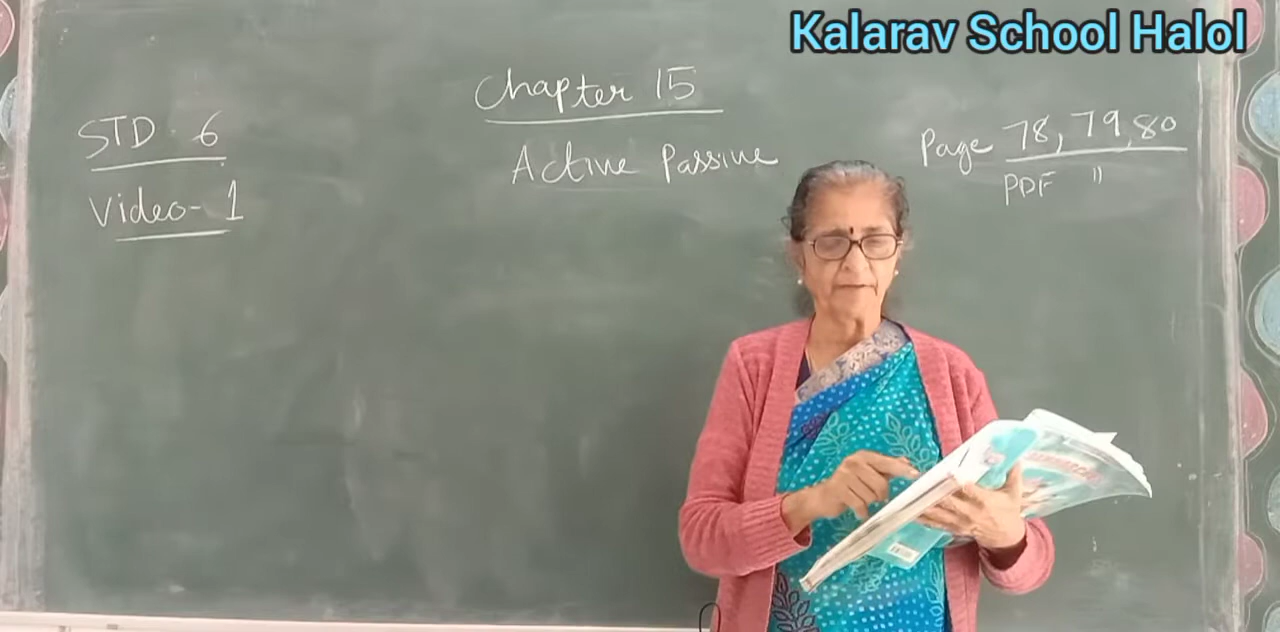 Kalarav School Halol
Chapter 15
STD 6
Active Passive
Page 78, 79, 80
PDF "
Video - 1